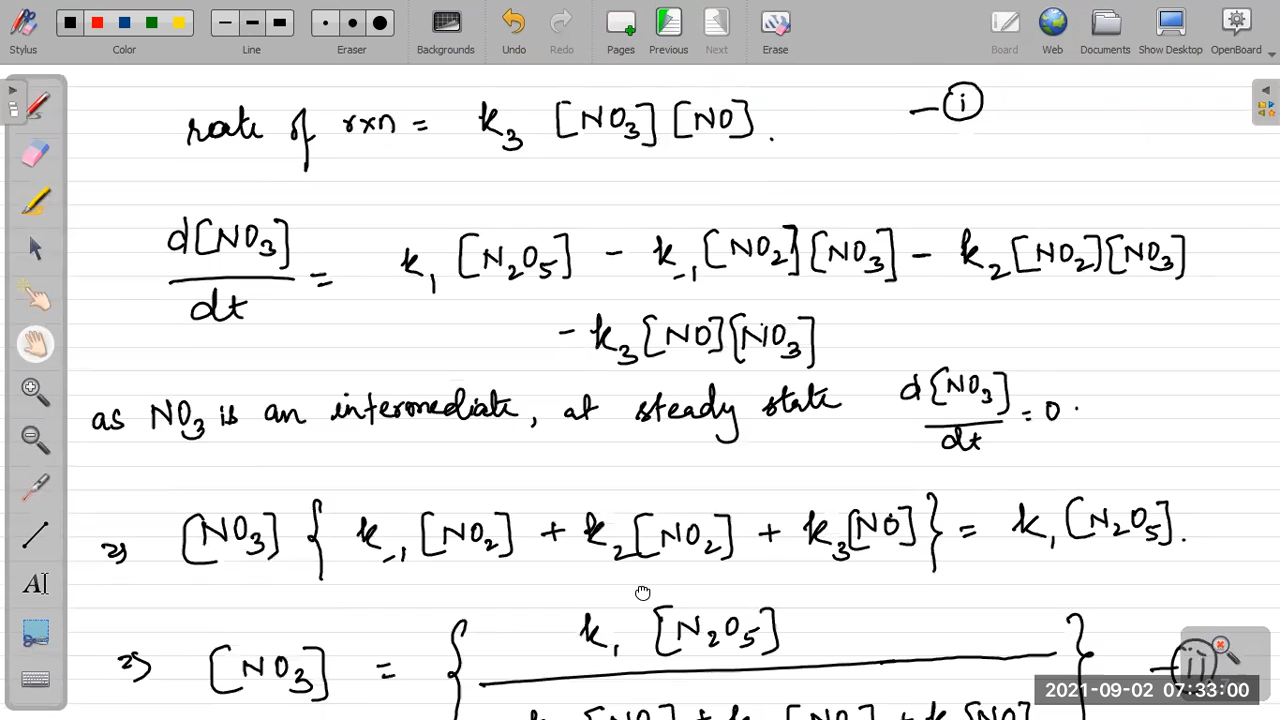 Stylus Color Line Eraser Backgrounds Undo Redo Pages Previous Next Erase Board Web Documents Show Desktop OpenBoard
rate of rxn = k₃ [NO₃][NO]. — (i)
d[NO₃]/dt = k₁ [N₂O₅] - k₋₁[NO₂][NO₃] - k₂[NO₂][NO₃]
- k₃[NO][NO₃]
as NO₃ is an intermediate, at steady state d[NO₃]/dt = 0.
⇒ [NO₃] { k₋₁[NO₂] + k₂[NO₂] + k₃[NO] } = k₁[N₂O₅].
⇒ [NO₃] = { k₁ [N₂O₅] / } — (ii)
2021-09-02 07:33:00